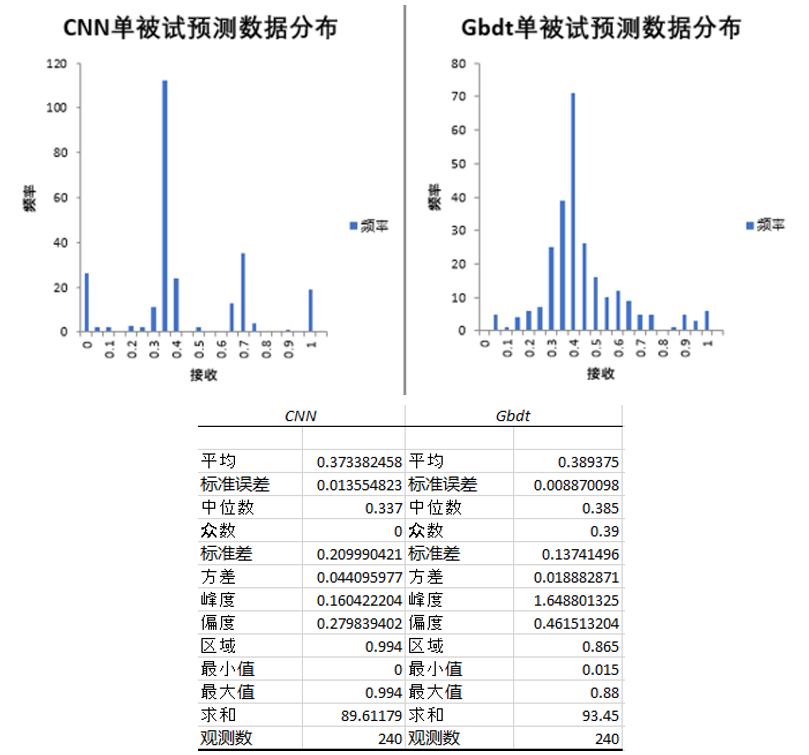 CNN单被试预测数据分布
120
100
80
60
40
20
0
频率
0 0.1 0.2 0.3 0.4 0.5 0.6 0.7 0.8 0.9 1
接收
频率
Gbdt单被试预测数据分布
80
70
60
50
40
30
20
10
0
频率
0 0.1 0.2 0.3 0.4 0.5 0.6 0.7 0.8 0.9 1
接收
频率
CNN Gbdt
平均 0.373382458 平均 0.389375
标准误差 0.013554823 标准误差 0.008870098
中位数 0.337 中位数 0.385
众数 0 众数 0.39
标准差 0.209990421 标准差 0.13741496
方差 0.044095977 方差 0.018882871
峰度 0.160422204 峰度 1.648801325
偏度 0.279839402 偏度 0.461513204
区域 0.994 区域 0.865
最小值 0 最小值 0.015
最大值 0.994 最大值 0.88
求和 89.61179 求和 93.45
观测数 240 观测数 240